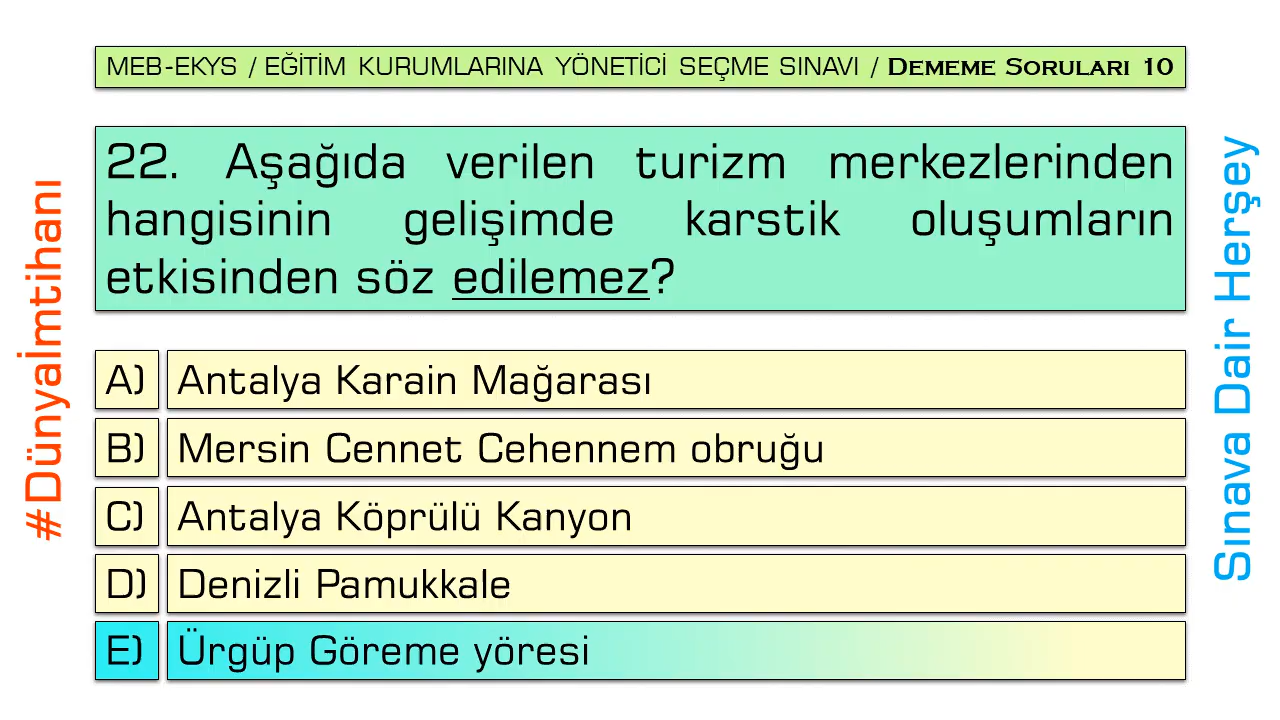 MEB-EKYS / EĞİTİM KURUMLARINA YÖNETİCİ SEÇME SINAVI / Dememe Soruları 10
22. Aşağıda verilen turizm merkezlerinden
hangisinin gelişimde karstik oluşumların
etkisinden söz edilemez?
A) Antalya Karain Mağarası
B) Mersin Cennet Cehennem obruğu
C) Antalya Köprülü Kanyon
D) Denizli Pamukkale
E) Ürgüp Göreme yöresi
#Dünyaİmtihanı
Sınava Dair Herşey